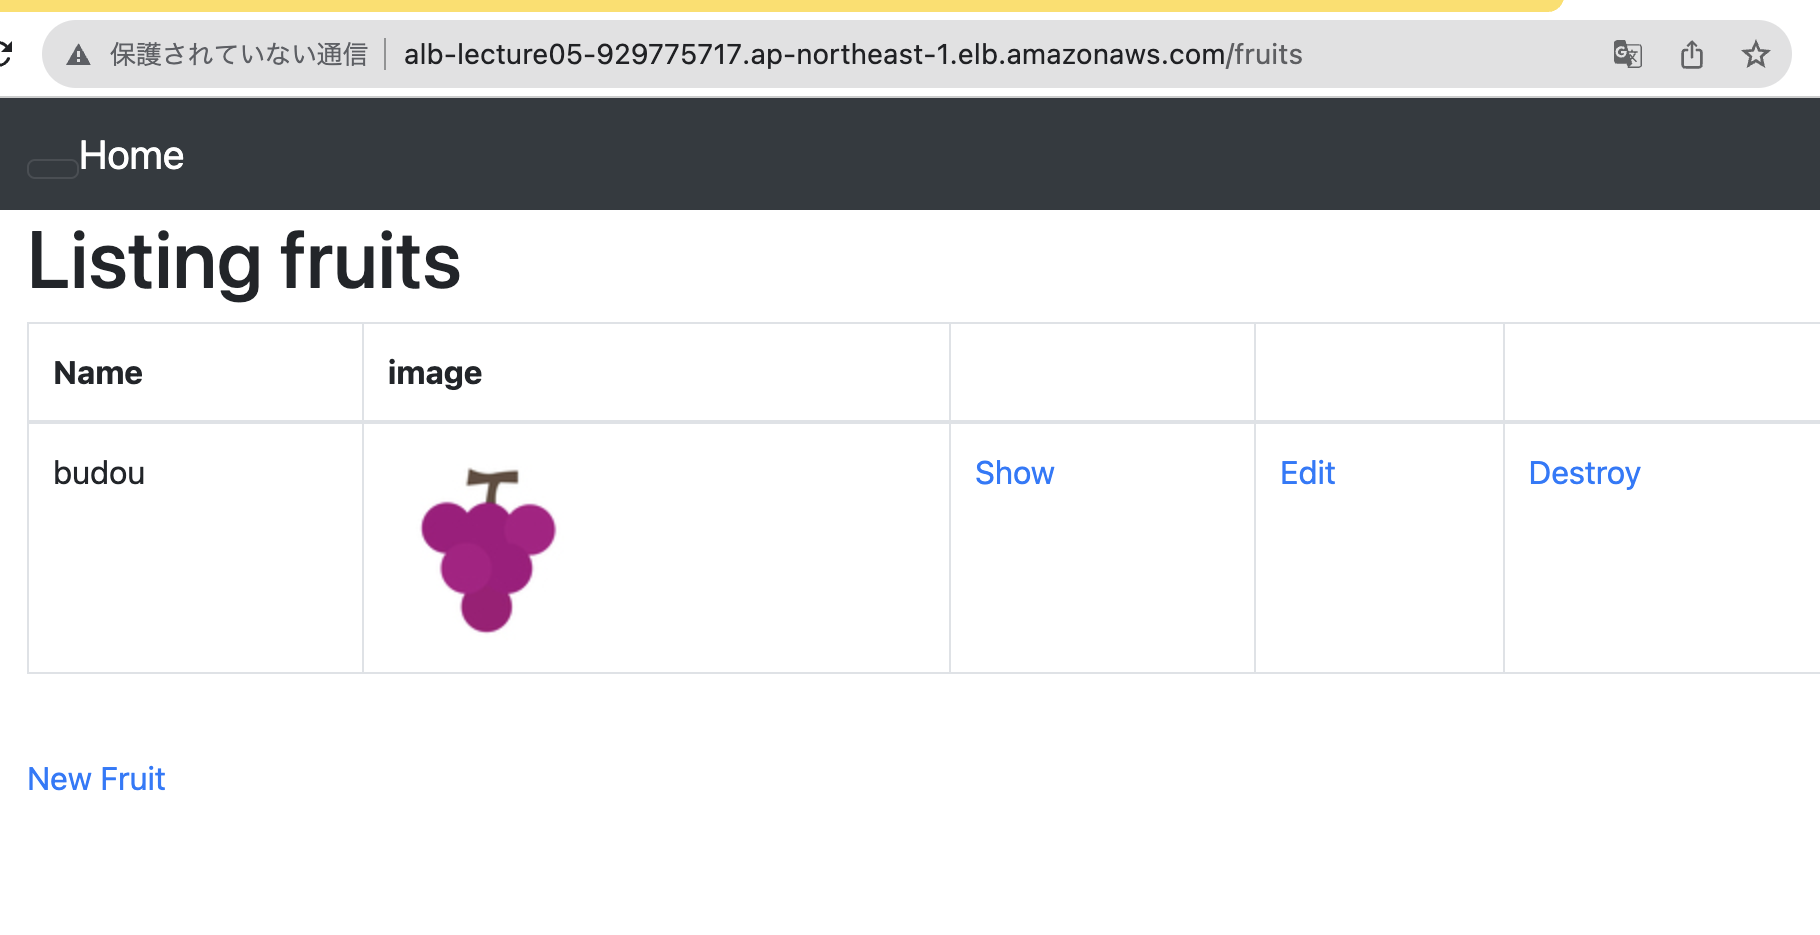 保護されていない通信 alb-lecture05-929775717.ap-northeast-1.elb.amazonaws.com/fruits
Home
Listing fruits
Name image
budou Show Edit Destroy
New Fruit